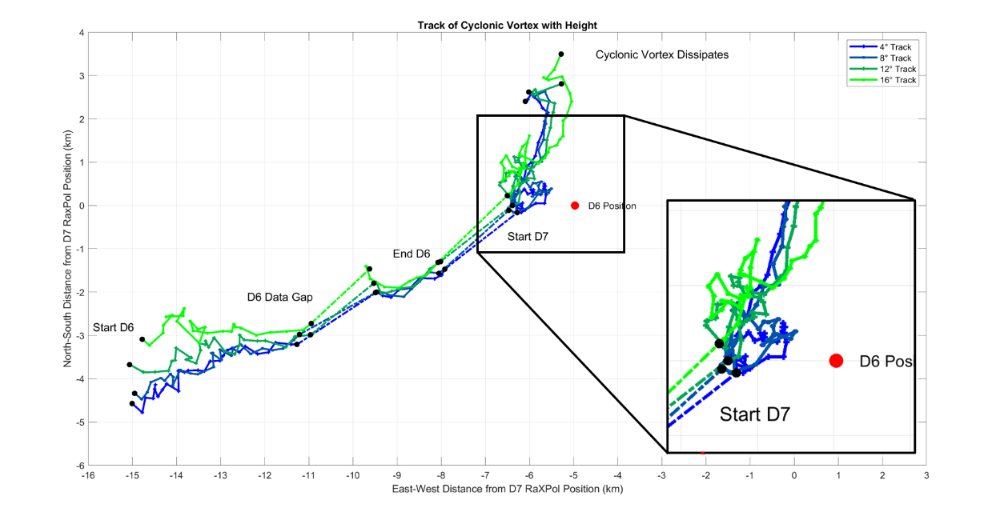 Track of Cyclonic Vortex with Height
4
3
2
1
0
-1
-2
-3
-4
-5
-6
North-South Distance from D7 RaxPol Position (km)
Cyclonic Vortex Dissipates
4° Track
8° Track
12° Track
16° Track
D6 Position
Start D7
End D6
D6 Data Gap
Start D6
D6 Pos
Start D7
-16 -15 -14 -13 -12 -11 -10 -9 -8 -7 -6 -5 -4 -3 -2 -1 0 1 2 3
East-West Distance from D7 RaXPol Position (km)